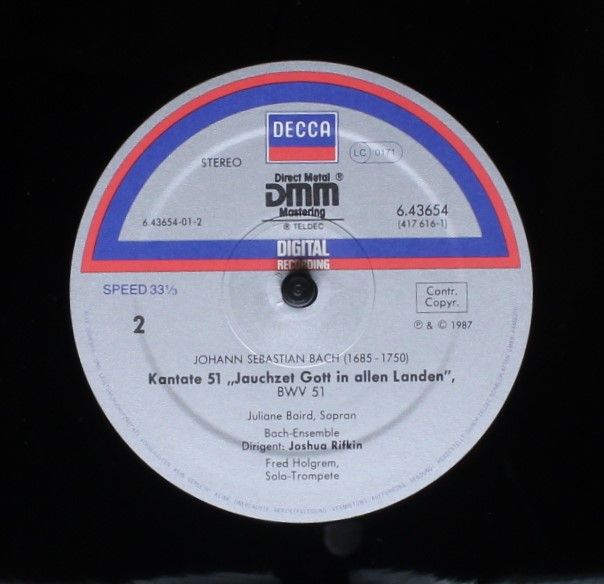 DECCA
STEREO
LC 0171
Direct Metal ®
DMM
Mastering
® TELDEC
6.43654-01-2
6.43654
(417 616-1)
DIGITAL
RECORDING
SPEED 33⅓
Contr.
Copyr.
2
℗ & © 1987
JOHANN SEBASTIAN BACH (1685-1750)
Kantate 51 „Jauchzet Gott in allen Landen",
BWV 51
Juliane Baird, Sopran
Bach-Ensemble
Dirigent: Joshua Rifkin
Fred Holgrem,
Solo-Trompete